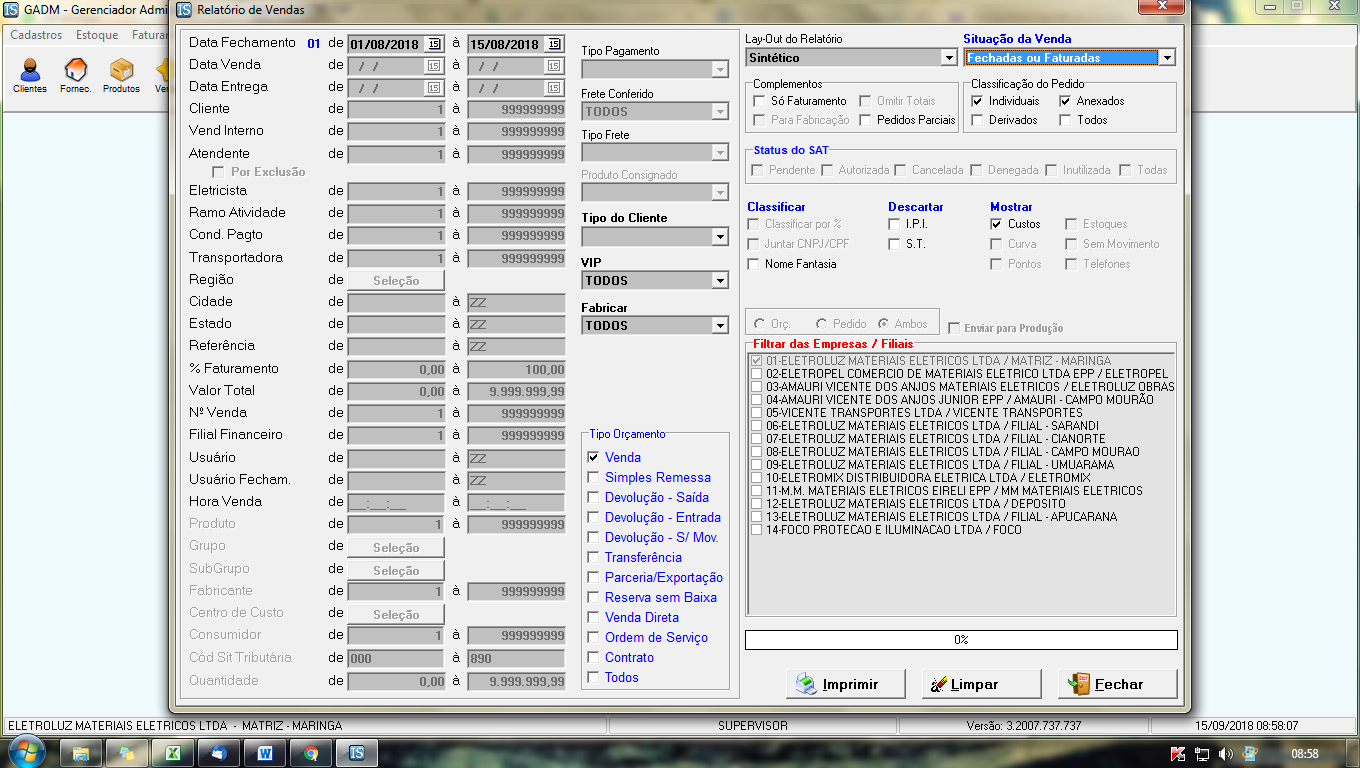 GADM - Gerenciador Admi
Relatório de Vendas
Cadastros Estoque Fatura
Clientes Fornec. Produtos Ve
Data Fechamento 01 de 01/08/2018 15 à 15/08/2018 15
Data Venda de / / 15 à / / 15
Data Entrega de / / 15 à / / 15
Cliente de 1 à 999999999
Vend Interno de 1 à 999999999
Atendente de 1 à 999999999
Por Exclusão
Eletricista de 1 à 999999999
Ramo Atividade de 1 à 999999999
Cond. Pagto de 1 à 999999999
Transportadora de 1 à 999999999
Região de Seleção
Cidade de à ZZ
Estado de à ZZ
Referência de à ZZ
% Faturamento de 0,00 à 100,00
Valor Total de 0,00 à 9.999.999,99
Nº Venda de 1 à 999999999
Filial Financeiro de 1 à 999999999
Usuário de à ZZ
Usuário Fecham. de à ZZ
Hora Venda de __:__:__ à __:__:__
Produto de 1 à 999999999
Grupo de Seleção
SubGrupo de Seleção
Fabricante de 1 à 999999999
Centro de Custo de Seleção
Consumidor de 1 à 999999999
Cód Sit Tributária de 000 à 890
Quantidade de 0,00 à 9.999.999,99
Tipo Pagamento
Frete Conferido
TODOS
Tipo Frete
Produto Consignado
Tipo do Cliente
VIP
TODOS
Fabricar
TODOS
Tipo Orçamento
Venda
Simples Remessa
Devolução - Saída
Devolução - Entrada
Devolução - S/ Mov.
Transferência
Parceria/Exportação
Reserva sem Baixa
Venda Direta
Ordem de Serviço
Contrato
Todos
Lay-Out do Relatório
Sintético
Situação da Venda
Fechadas ou Faturadas
Complementos
Só Faturamento Omitir Totais
Para Fabricação Pedidos Parciais
Classificação do Pedido
Individuais Anexados
Derivados Todos
Status do SAT
Pendente Autorizada Cancelada Denegada Inutilizada Todas
Classificar
Classificar por %
Juntar CNPJ/CPF
Nome Fantasia
Descartar
I.P.I.
S.T.
Mostrar
Custos Estoques
Curva Sem Movimento
Pontos Telefones
Orç. Pedido Ambos
Enviar para Produção
Filtrar das Empresas / Filiais
01-ELETROLUZ MATERIAIS ELETRICOS LTDA / MATRIZ - MARINGA
02-ELETROPEL COMERCIO DE MATERIAIS ELETRICO LTDA EPP / ELETROPEL
03-AMAURI VICENTE DOS ANJOS MATERIAIS ELETRICOS / ELETROLUZ OBRAS
04-AMAURI VICENTE DOS ANJOS JUNIOR EPP / AMAURI - CAMPO MOURÃO
05-VICENTE TRANSPORTES LTDA / VICENTE TRANSPORTES
06-ELETROLUZ MATERIAIS ELETRICOS LTDA / FILIAL - SARANDI
07-ELETROLUZ MATERIAIS ELETRICOS LTDA / FILIAL - CIANORTE
08-ELETROLUZ MATERIAIS ELETRICOS LTDA / FILIAL - CAMPO MOURAO
09-ELETROLUZ MATERIAIS ELETRICOS LTDA / FILIAL - UMUARAMA
10-ELETROMIX DISTRIBUIDORA ELETRICA LTDA / ELETROMIX
11-M.M. MATERIAIS ELETRICOS EIRELI EPP / MM MATERIAIS ELETRICOS
12-ELETROLUZ MATERIAIS ELETRICOS LTDA / DEPOSITO
13-ELETROLUZ MATERIAIS ELETRICOS LTDA / FILIAL - APUCARANA
14-FOCO PROTECAO E ILUMINACAO LTDA / FOCO
0%
Imprimir Limpar Fechar
ELETROLUZ MATERIAIS ELETRICOS LTDA - MATRIZ - MARINGA SUPERVISOR Versão: 3.2007.737.737 15/09/2018 08:58:07
08:58